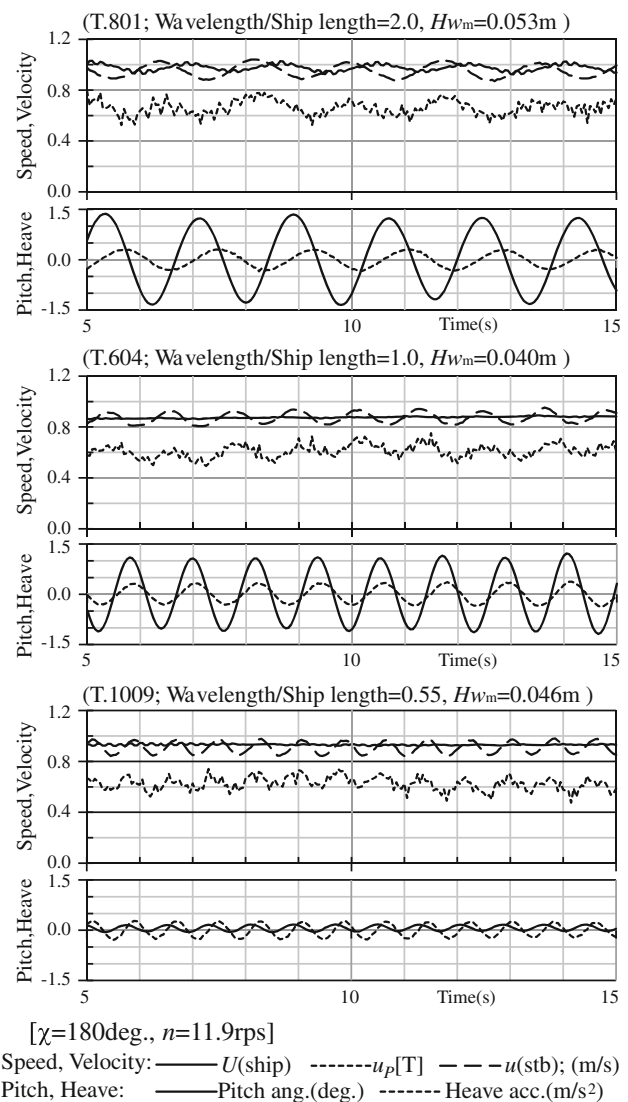 (T.801; Wavelength/Ship length=2.0, Hwm=0.053m )
1.2
0.8
0.4
0.0
Speed,Velocity
1.5
0.0
-1.5
Pitch,Heave
5 10 Time(s) 15
(T.604; Wavelength/Ship length=1.0, Hwm=0.040m )
1.2
0.8
0.4
0.0
Speed,Velocity
1.5
0.0
-1.5
Pitch,Heave
5 10 Time(s) 15
(T.1009; Wavelength/Ship length=0.55, Hwm=0.046m )
1.2
0.8
0.4
0.0
Speed,Velocity
1.5
0.0
-1.5
Pitch,Heave
5 10 Time(s) 15
[χ=180deg., n=11.9rps]
Speed, Velocity: U(ship) uP[T] u(stb); (m/s)
Pitch, Heave: Pitch ang.(deg.) Heave acc.(m/s²)